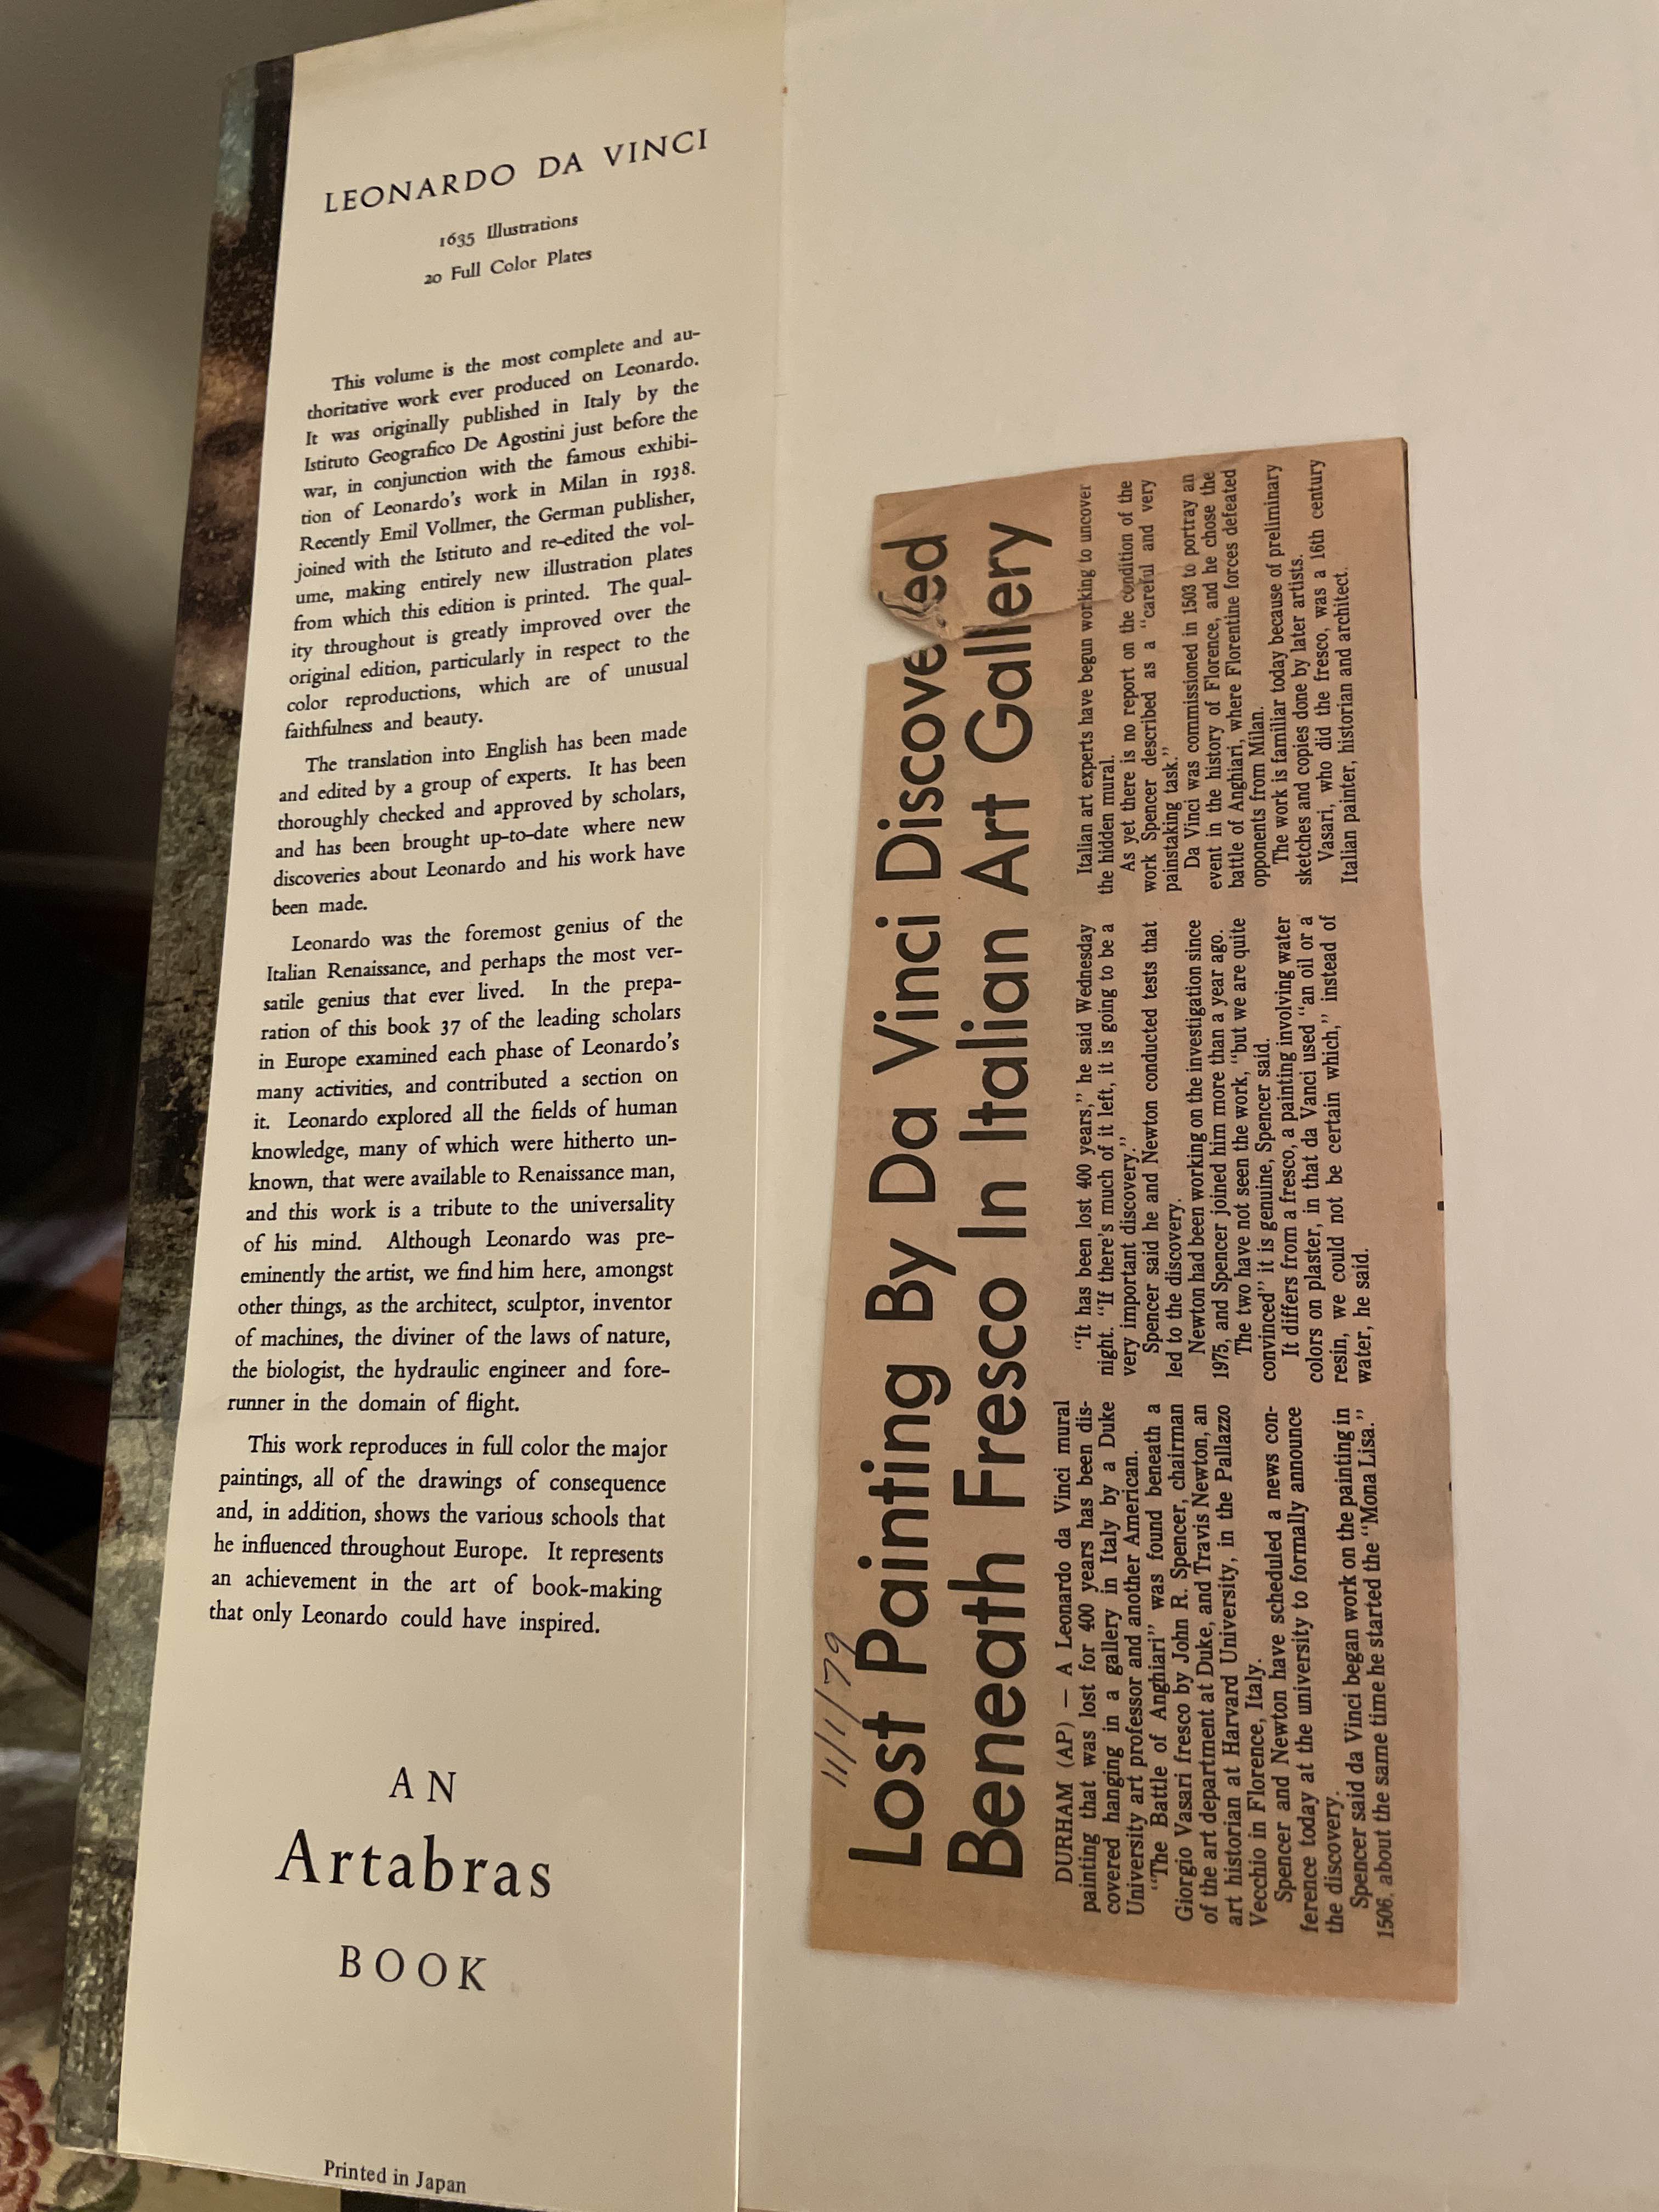 LEONARDO DA VINCI
1635 Illustrations
20 Full Color Plates
This volume is the most complete and au-
thoritative work ever produced on Leonardo.
It was originally published in Italy by the
Istituto Geografico De Agostini just before the
war, in conjunction with the famous exhibi-
tion of Leonardo's work in Milan in 1938.
Recently Emil Vollmer, the German publisher,
joined with the Istituto and re-edited the vol-
ume, making entirely new illustration plates
from which this edition is printed. The qual-
ity throughout is greatly improved over the
original edition, particularly in respect to the
color reproductions, which are of unusual
faithfulness and beauty.
The translation into English has been made
and edited by a group of experts. It has been
thoroughly checked and approved by scholars,
and has been brought up-to-date where new
discoveries about Leonardo and his work have
been made.
Leonardo was the foremost genius of the
Italian Renaissance, and perhaps the most ver-
satile genius that ever lived. In the prepa-
ration of this book 37 of the leading scholars
in Europe examined each phase of Leonardo's
many activities, and contributed a section on
it. Leonardo explored all the fields of human
knowledge, many of which were hitherto un-
known, that were available to Renaissance man,
and this work is a tribute to the universality
of his mind. Although Leonardo was pre-
eminently the artist, we find him here, amongst
other things, as the architect, sculptor, inventor
of machines, the diviner of the laws of nature,
the biologist, the hydraulic engineer and fore-
runner in the domain of flight.
This work reproduces in full color the major
paintings, all of the drawings of consequence
and, in addition, shows the various schools that
he influenced throughout Europe. It represents
an achievement in the art of book-making
that only Leonardo could have inspired.
AN
Artabras
BOOK
Printed in Japan
11/1/79
Lost Painting By Da Vinci Discovered
Beneath Fresco In Italian Art Gallery
DURHAM (AP) — A Leonardo da Vinci mural
painting that was lost for 400 years has been dis-
covered hanging in a gallery in Italy by a Duke
University art professor and another American.
"The Battle of Anghiari" was found beneath a
Giorgio Vasari fresco by John R. Spencer, chairman
of the art department at Duke, and Travis Newton, an
art historian at Harvard University, in the Pallazzo
Vecchio in Florence, Italy.
Spencer and Newton have scheduled a news con-
ference today at the university to formally announce
the discovery.
Spencer said da Vinci began work on the painting in
1506, about the same time he started the "Mona Lisa."
"It has been lost 400 years," he said Wednesday
night. "If there's much of it left, it is going to be a
very important discovery."
Spencer said he and Newton conducted tests that
led to the discovery.
Newton had been working on the investigation since
1975, and Spencer joined him more than a year ago.
The two have not seen the work, "but we are quite
convinced" it is genuine, Spencer said.
It differs from a fresco, a painting involving water
colors on plaster, in that da Vanci used "an oil or a
resin, we could not be certain which," instead of
water, he said.
Italian art experts have begun working to uncover
the hidden mural.
As yet there is no report on the condition of the
work Spencer described as a "careful and very
painstaking task."
Da Vinci was commissioned in 1503 to portray an
event in the history of Florence, and he chose the
battle of Anghiari, where Florentine forces defeated
opponents from Milan.
The work is familiar today because of preliminary
sketches and copies done by later artists.
Vasari, who did the fresco, was a 16th century
Italian painter, historian and architect.